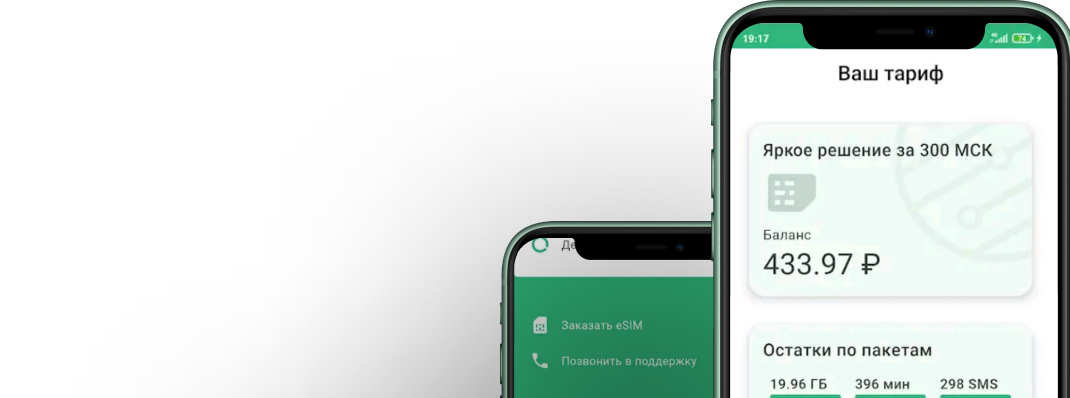 19:17
4G
74
Ваш тариф
Яркое решение за 300 МСК
Баланс
433.97 ₽
Остатки по пакетам
19.96 ГБ 396 мин 298 SMS
Де
Заказать eSIM
Позвонить в поддержку